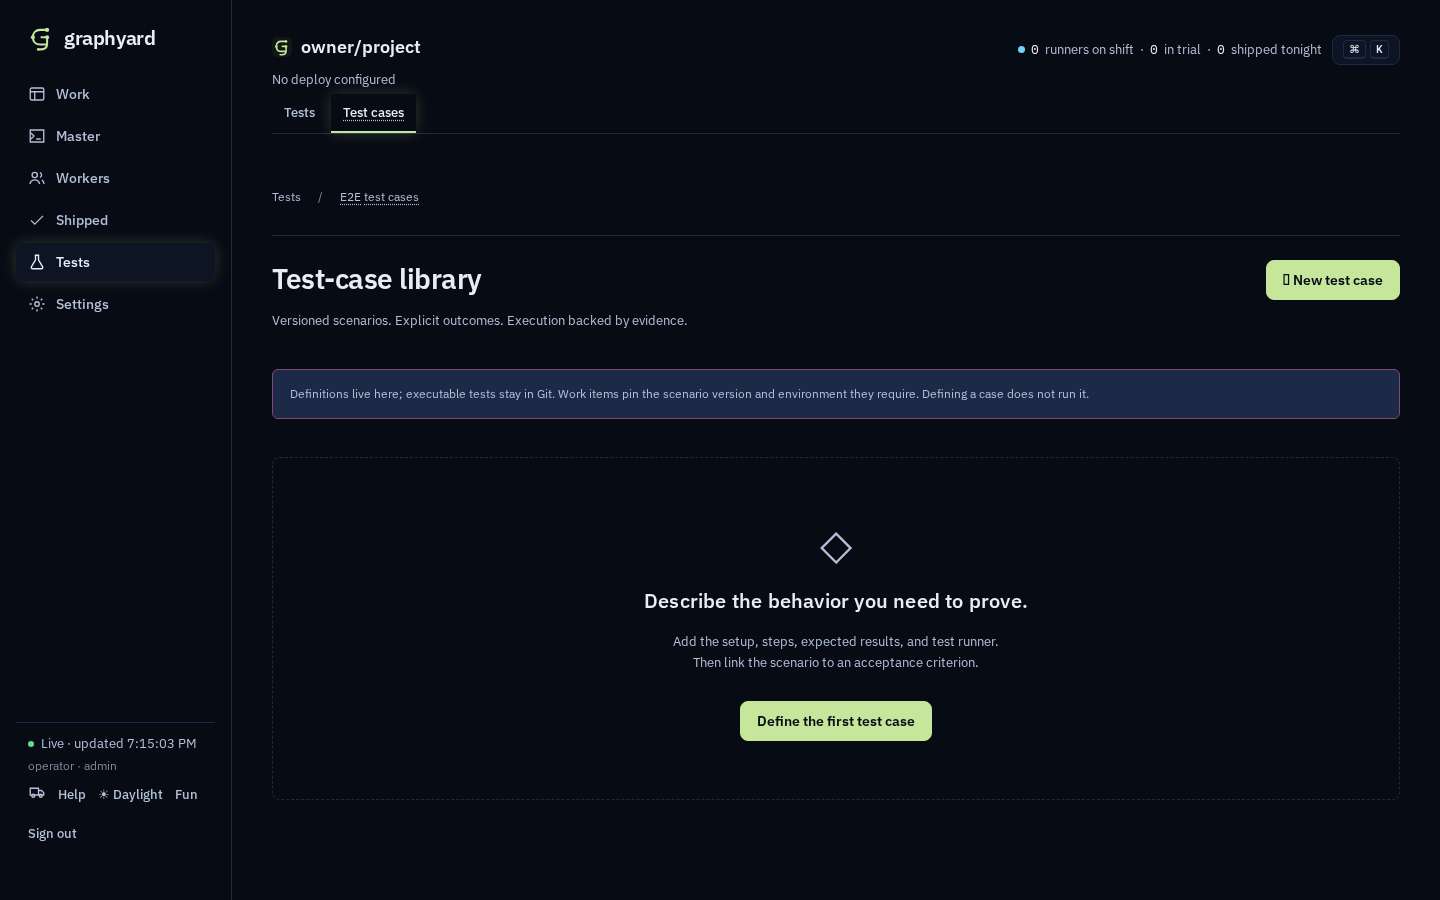 graphyard
Work
Master
Workers
Shipped
Tests
Settings
Live · updated 7:15:03 PM
operator · admin
Help ☀ Daylight Fun
Sign out
owner/project
No deploy configured
0 runners on shift · 0 in trial · 0 shipped tonight ⌘ K
Tests Test cases
Tests / E2E test cases
Test-case library
New test case
Versioned scenarios. Explicit outcomes. Execution backed by evidence.
Definitions live here; executable tests stay in Git. Work items pin the scenario version and environment they require. Defining a case does not run it.
Describe the behavior you need to prove.
Add the setup, steps, expected results, and test runner.
Then link the scenario to an acceptance criterion.
Define the first test case